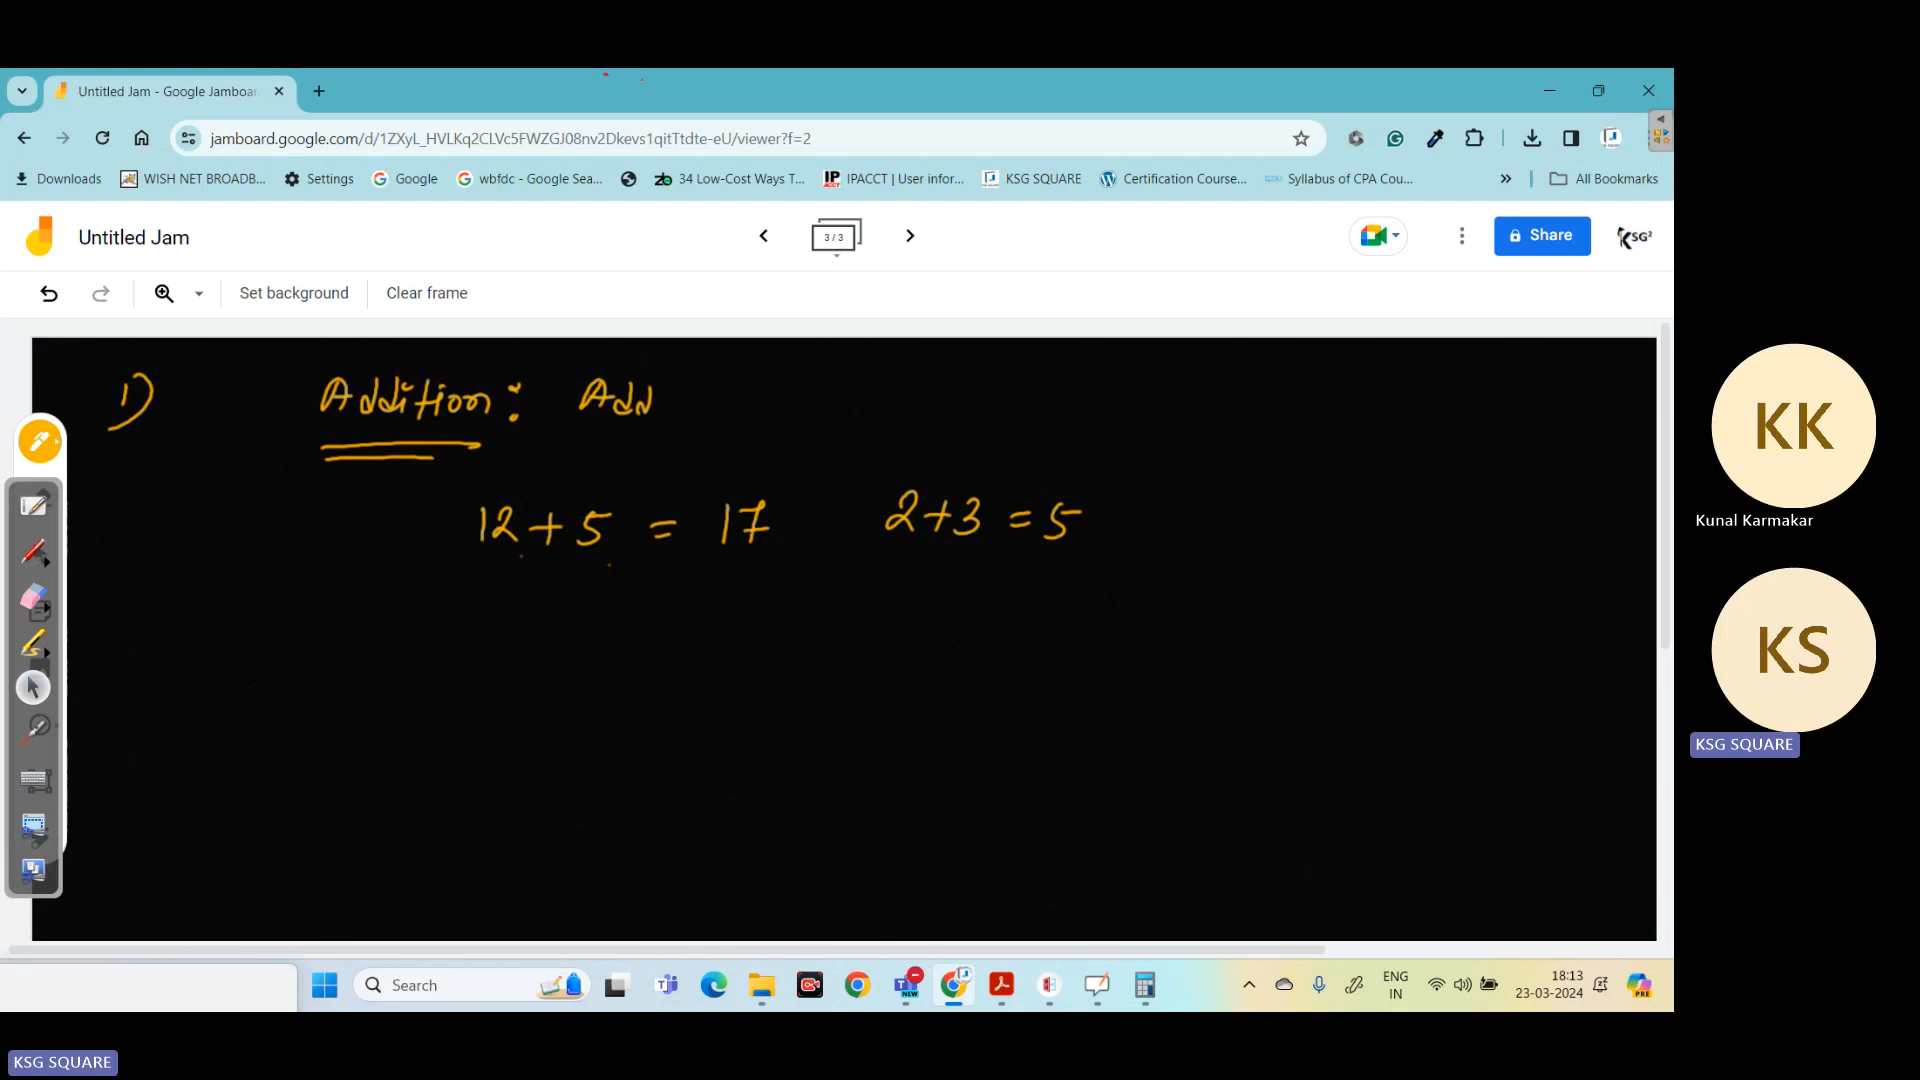 Untitled Jam - Google Jamboar
jamboard.google.com/d/1ZXyL_HVLKq2CLVc5FWZGJ08nv2Dkevs1qitTtdte-eU/viewer?f=2
Downloads WISH NET BROADB... Settings Google wbfdc - Google Sea... 34 Low-Cost Ways T... IPACCT | User infor... KSG SQUARE Certification Course... Syllabus of CPA Cou... » All Bookmarks
Untitled Jam 3 / 3 Share KSG²
Set background Clear frame
1) Addition: Add
12 + 5 = 17 2+3 = 5
KK
Kunal Karmakar
KS
KSG SQUARE
Search NEW ENG 18:13
IN 23-03-2024 PRE
KSG SQUARE